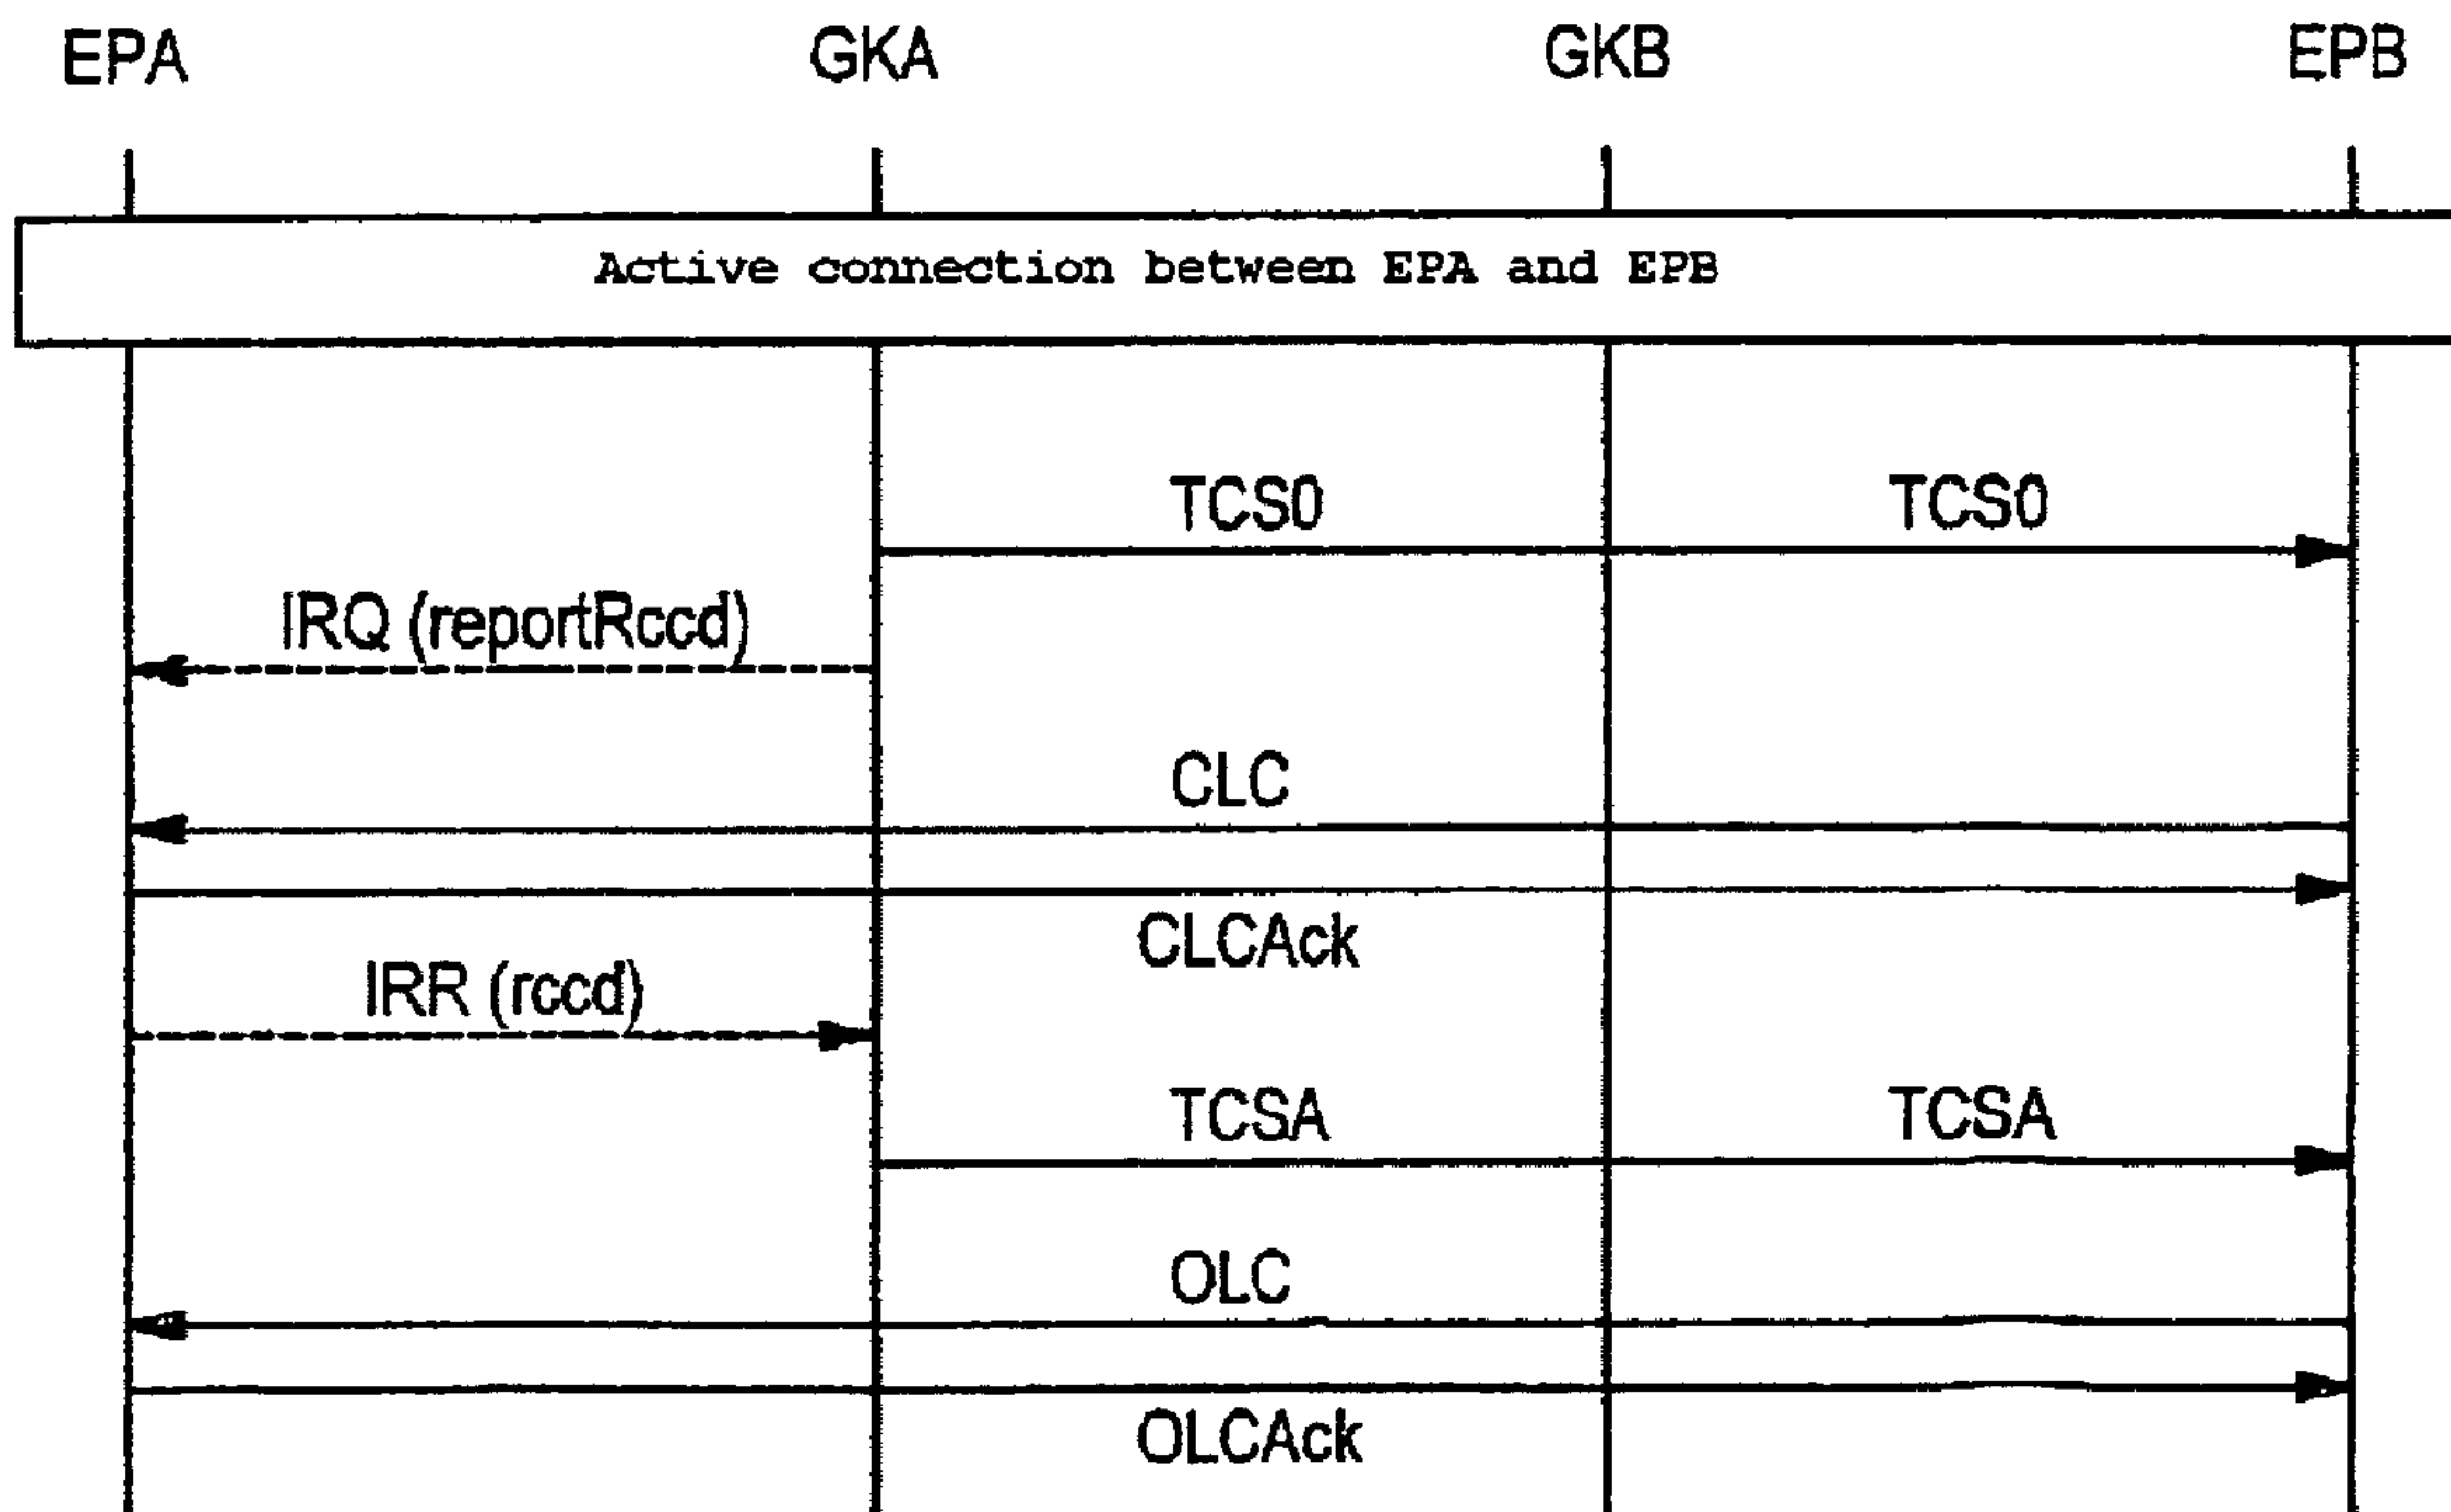 EPA GKA GKB EPB
Active connection between EPA and EPB
TCS0 TCS0
IRQ (reportRccd)
CLC
CLCAck
IRR (rccd)
TCSA TCSA
OLC
OLCAck